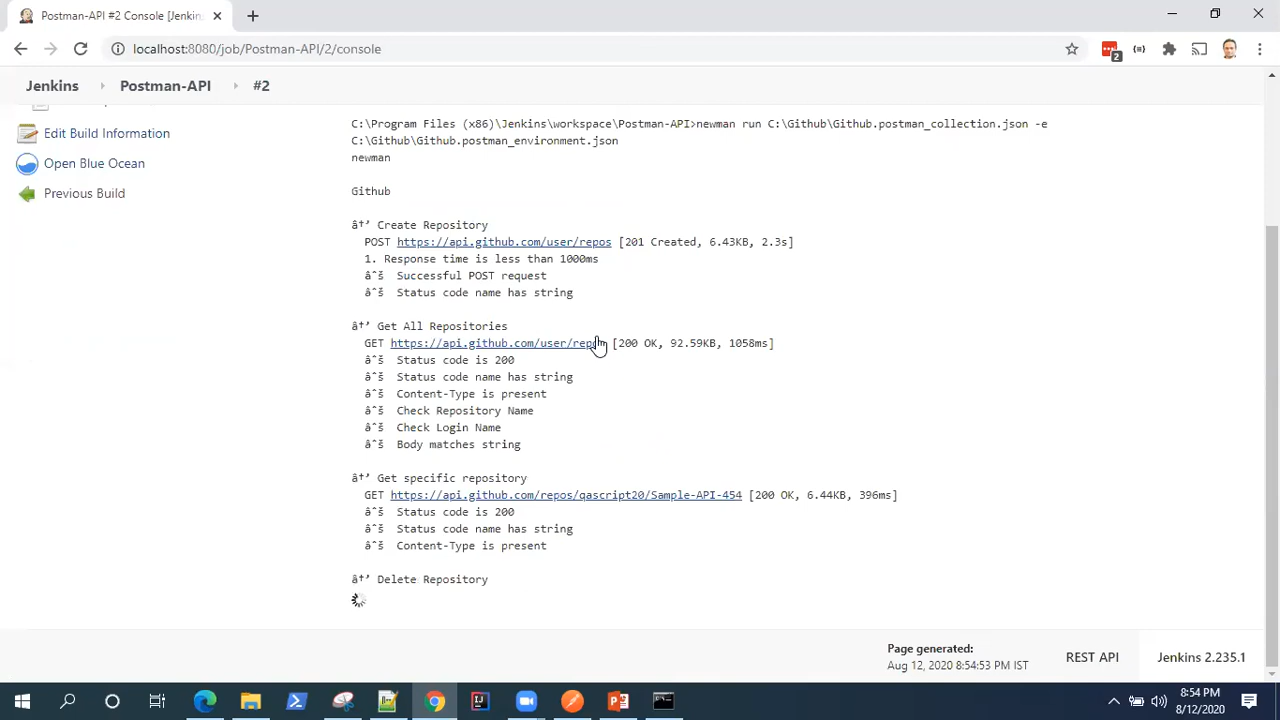 Postman-API #2 Console [Jenkins
localhost:8080/job/Postman-API/2/console
2
Jenkins Postman-API #2
Edit Build Information
Open Blue Ocean
Previous Build
C:\Program Files (x86)\Jenkins\workspace\Postman-API>newman run C:\Github\Github.postman_collection.json -e
C:\Github\Github.postman_environment.json
newman
Github
â†' Create Repository
POST https://api.github.com/user/repos [201 Created, 6.43KB, 2.3s]
1. Response time is less than 1000ms
âˆš Successful POST request
âˆš Status code name has string
â†' Get All Repositories
GET https://api.github.com/user/repos [200 OK, 92.59KB, 1058ms]
âˆš Status code is 200
âˆš Status code name has string
âˆš Content-Type is present
âˆš Check Repository Name
âˆš Check Login Name
âˆš Body matches string
â†' Get specific repository
GET https://api.github.com/repos/qascript20/Sample-API-454 [200 OK, 6.44KB, 396ms]
âˆš Status code is 200
âˆš Status code name has string
âˆš Content-Type is present
â†' Delete Repository
Page generated:
Aug 12, 2020 8:54:53 PM IST
REST API
Jenkins 2.235.1
8:54 PM
8/12/2020